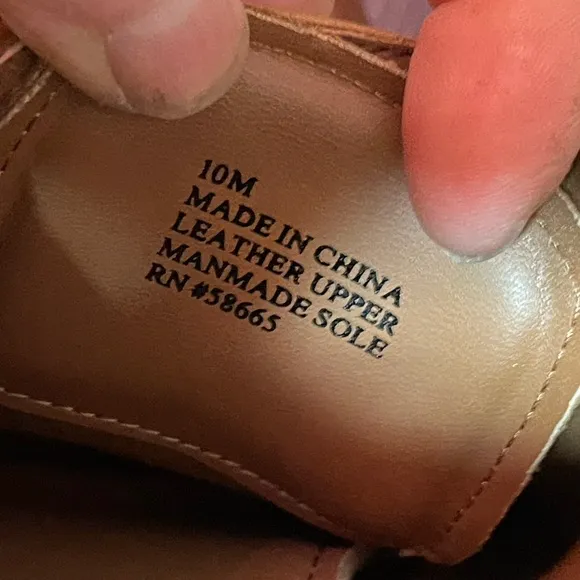 10M
MADE IN CHINA
LEATHER UPPER
MANMADE SOLE
RN #58665